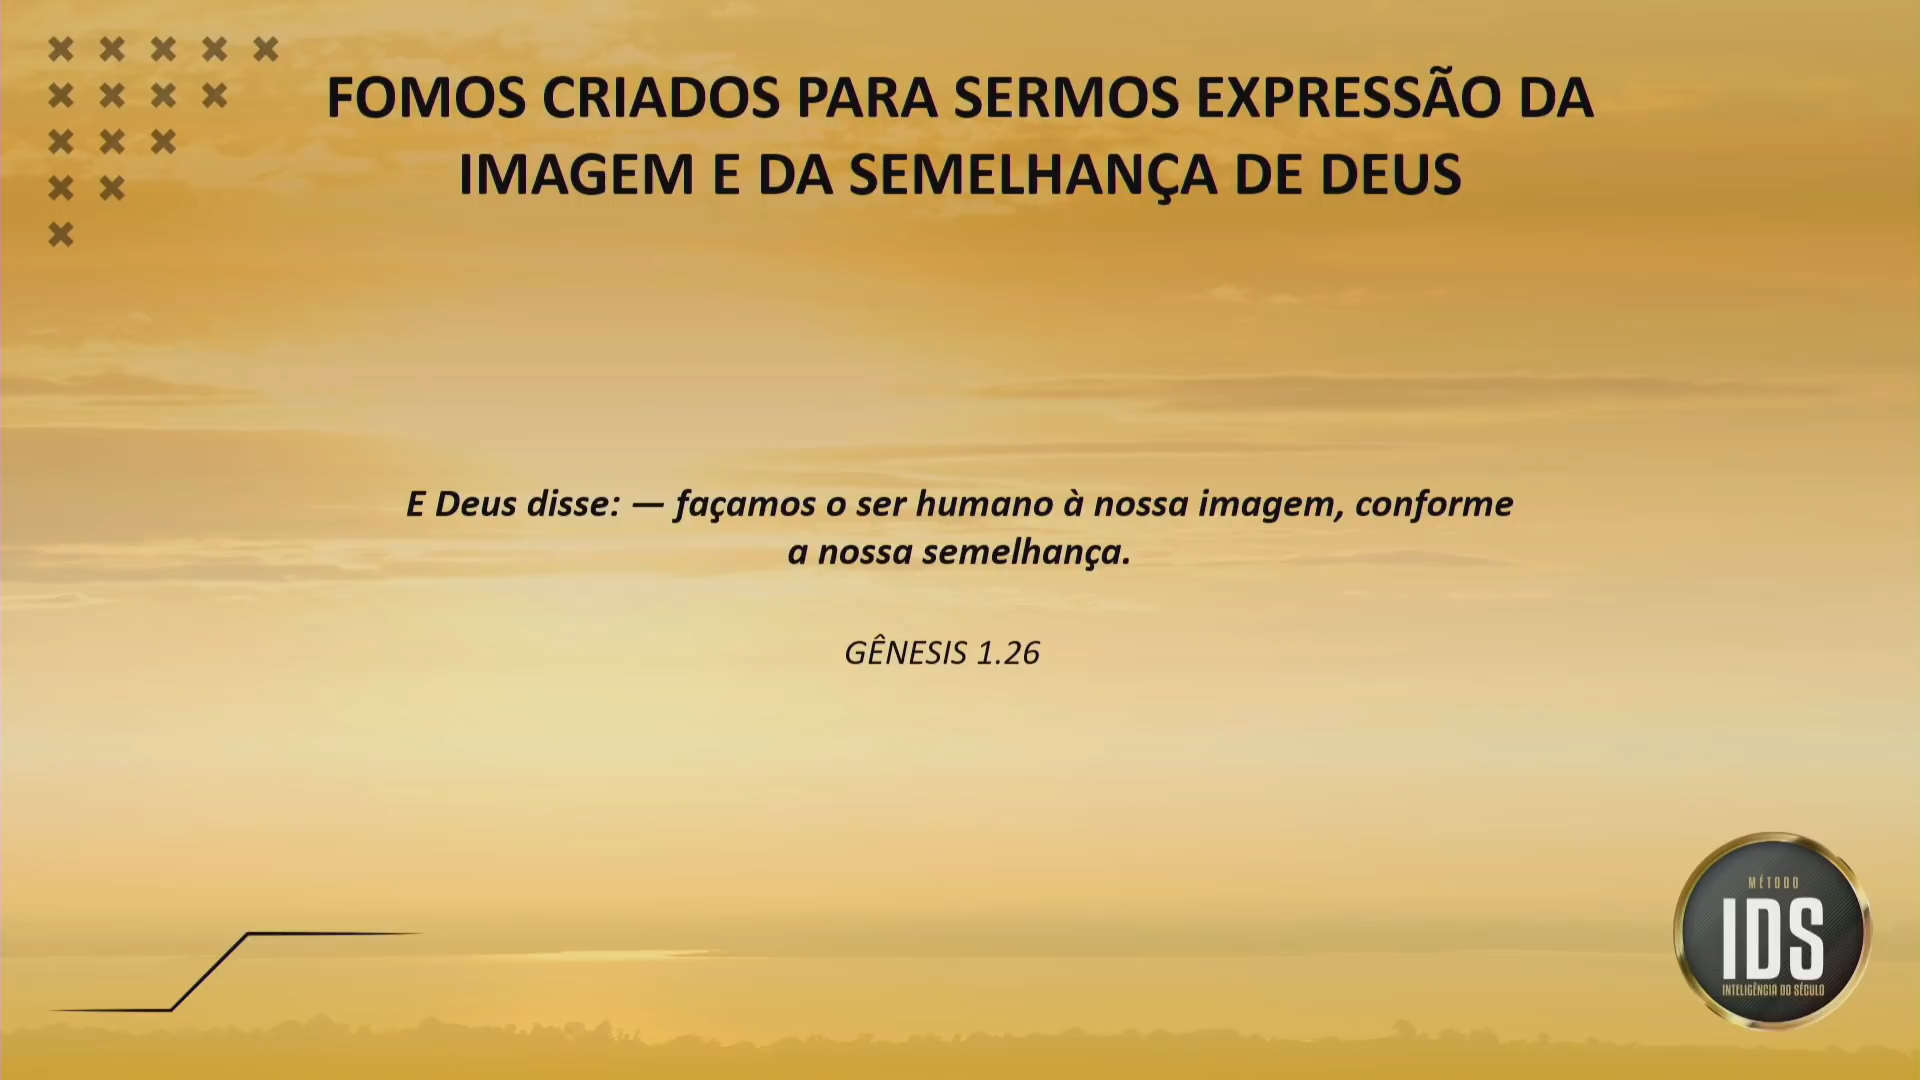 FOMOS CRIADOS PARA SERMOS EXPRESSÃO DA
IMAGEM E DA SEMELHANÇA DE DEUS
E Deus disse: — façamos o ser humano à nossa imagem, conforme
a nossa semelhança.
GÊNESIS 1.26
MÉTODO
IDS
INTELIGÊNCIA DO SÉCULO